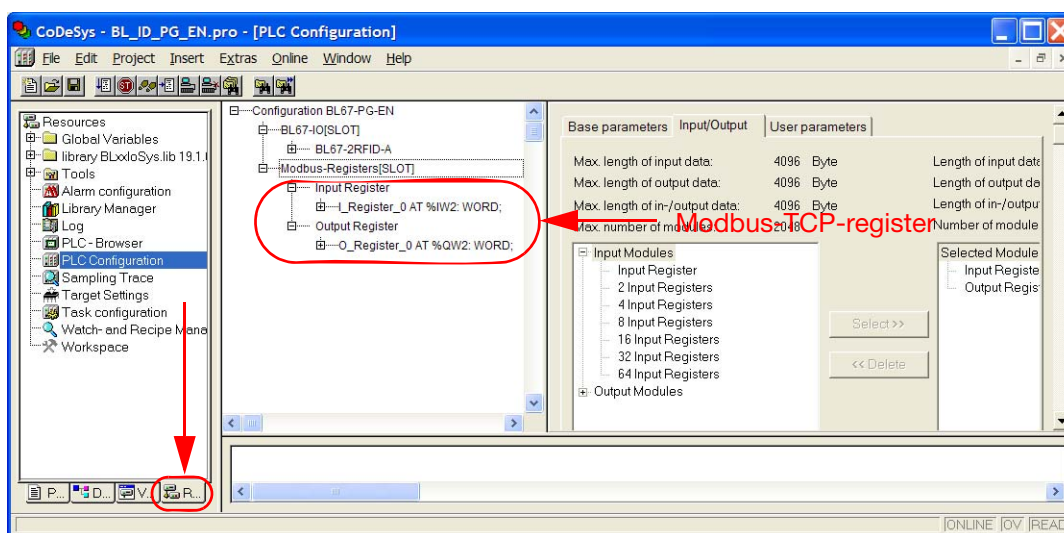 CoDeSys - BL_ID_PG_EN.pro - [PLC Configuration]
File Edit Project Insert Extras Online Window Help
Resources
Global Variables
library BLxxIoSys.lib 19.1.
Tools
Alarm configuration
Library Manager
Log
PLC - Browser
PLC Configuration
Sampling Trace
Target Settings
Task configuration
Watch- and Recipe Mana
Workspace
P...
D...
V...
R...
Configuration BL67-PG-EN
BL67-IO[SLOT]
BL67-2RFID-A
Modbus-Registers[SLOT]
Input Register
I_Register_0 AT %IW2: WORD;
Output Register
O_Register_0 AT %QW2: WORD;
Modbus-TCP-register
Base parameters Input/Output User parameters
Max. length of input data: 4096 Byte Length of input data
Max. length of output data: 4096 Byte Length of output da
Max. length of in-/output data: 4096 Byte Length of in-/outpu
Max. number of modules: 2048 Number of module
Input Modules
Input Register
2 Input Registers
4 Input Registers
8 Input Registers
16 Input Registers
32 Input Registers
64 Input Registers
Output Modules
Select >>
<< Delete
Selected Module
Input Registe
Output Regis
ONLINE OV READ